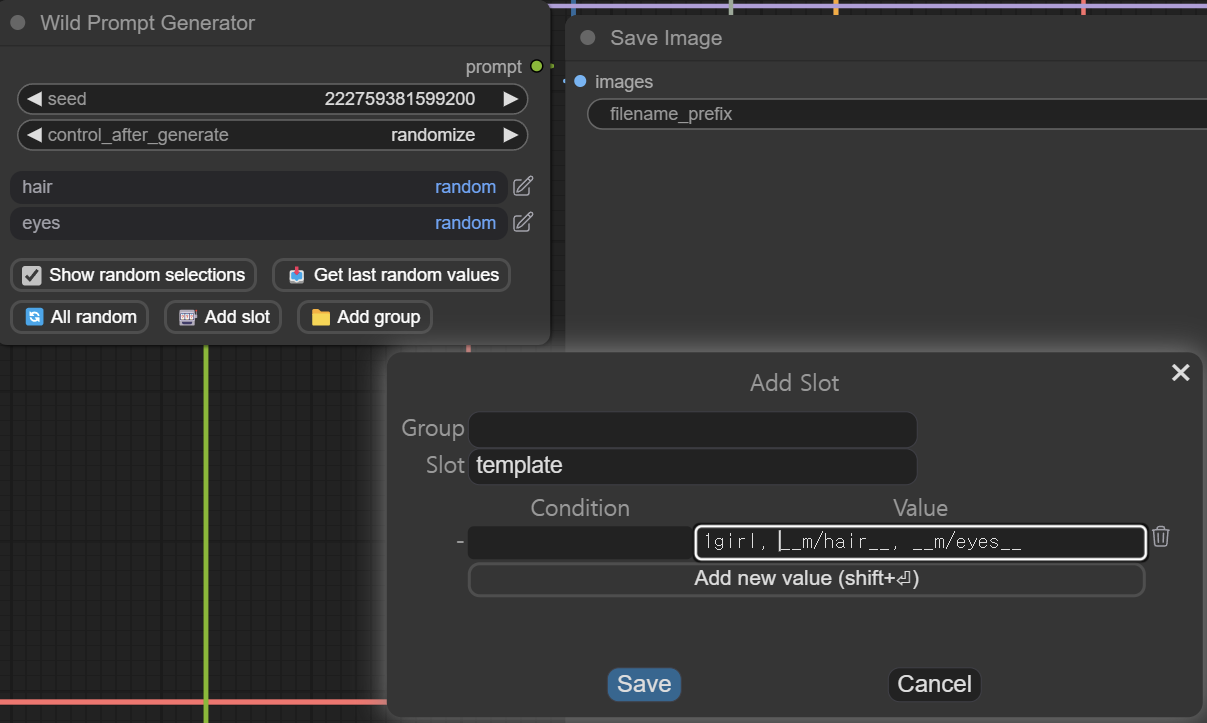 Wild Prompt Generator
prompt
seed 222759381599200
control_after_generate randomize
hair random
eyes random
Show random selections Get last random values
All random Add slot Add group
Save Image
images
filename_prefix
Add Slot
Group
Slot template
Condition Value
- 1girl, __m/hair__, __m/eyes__
Add new value (shift+⏎)
Save Cancel